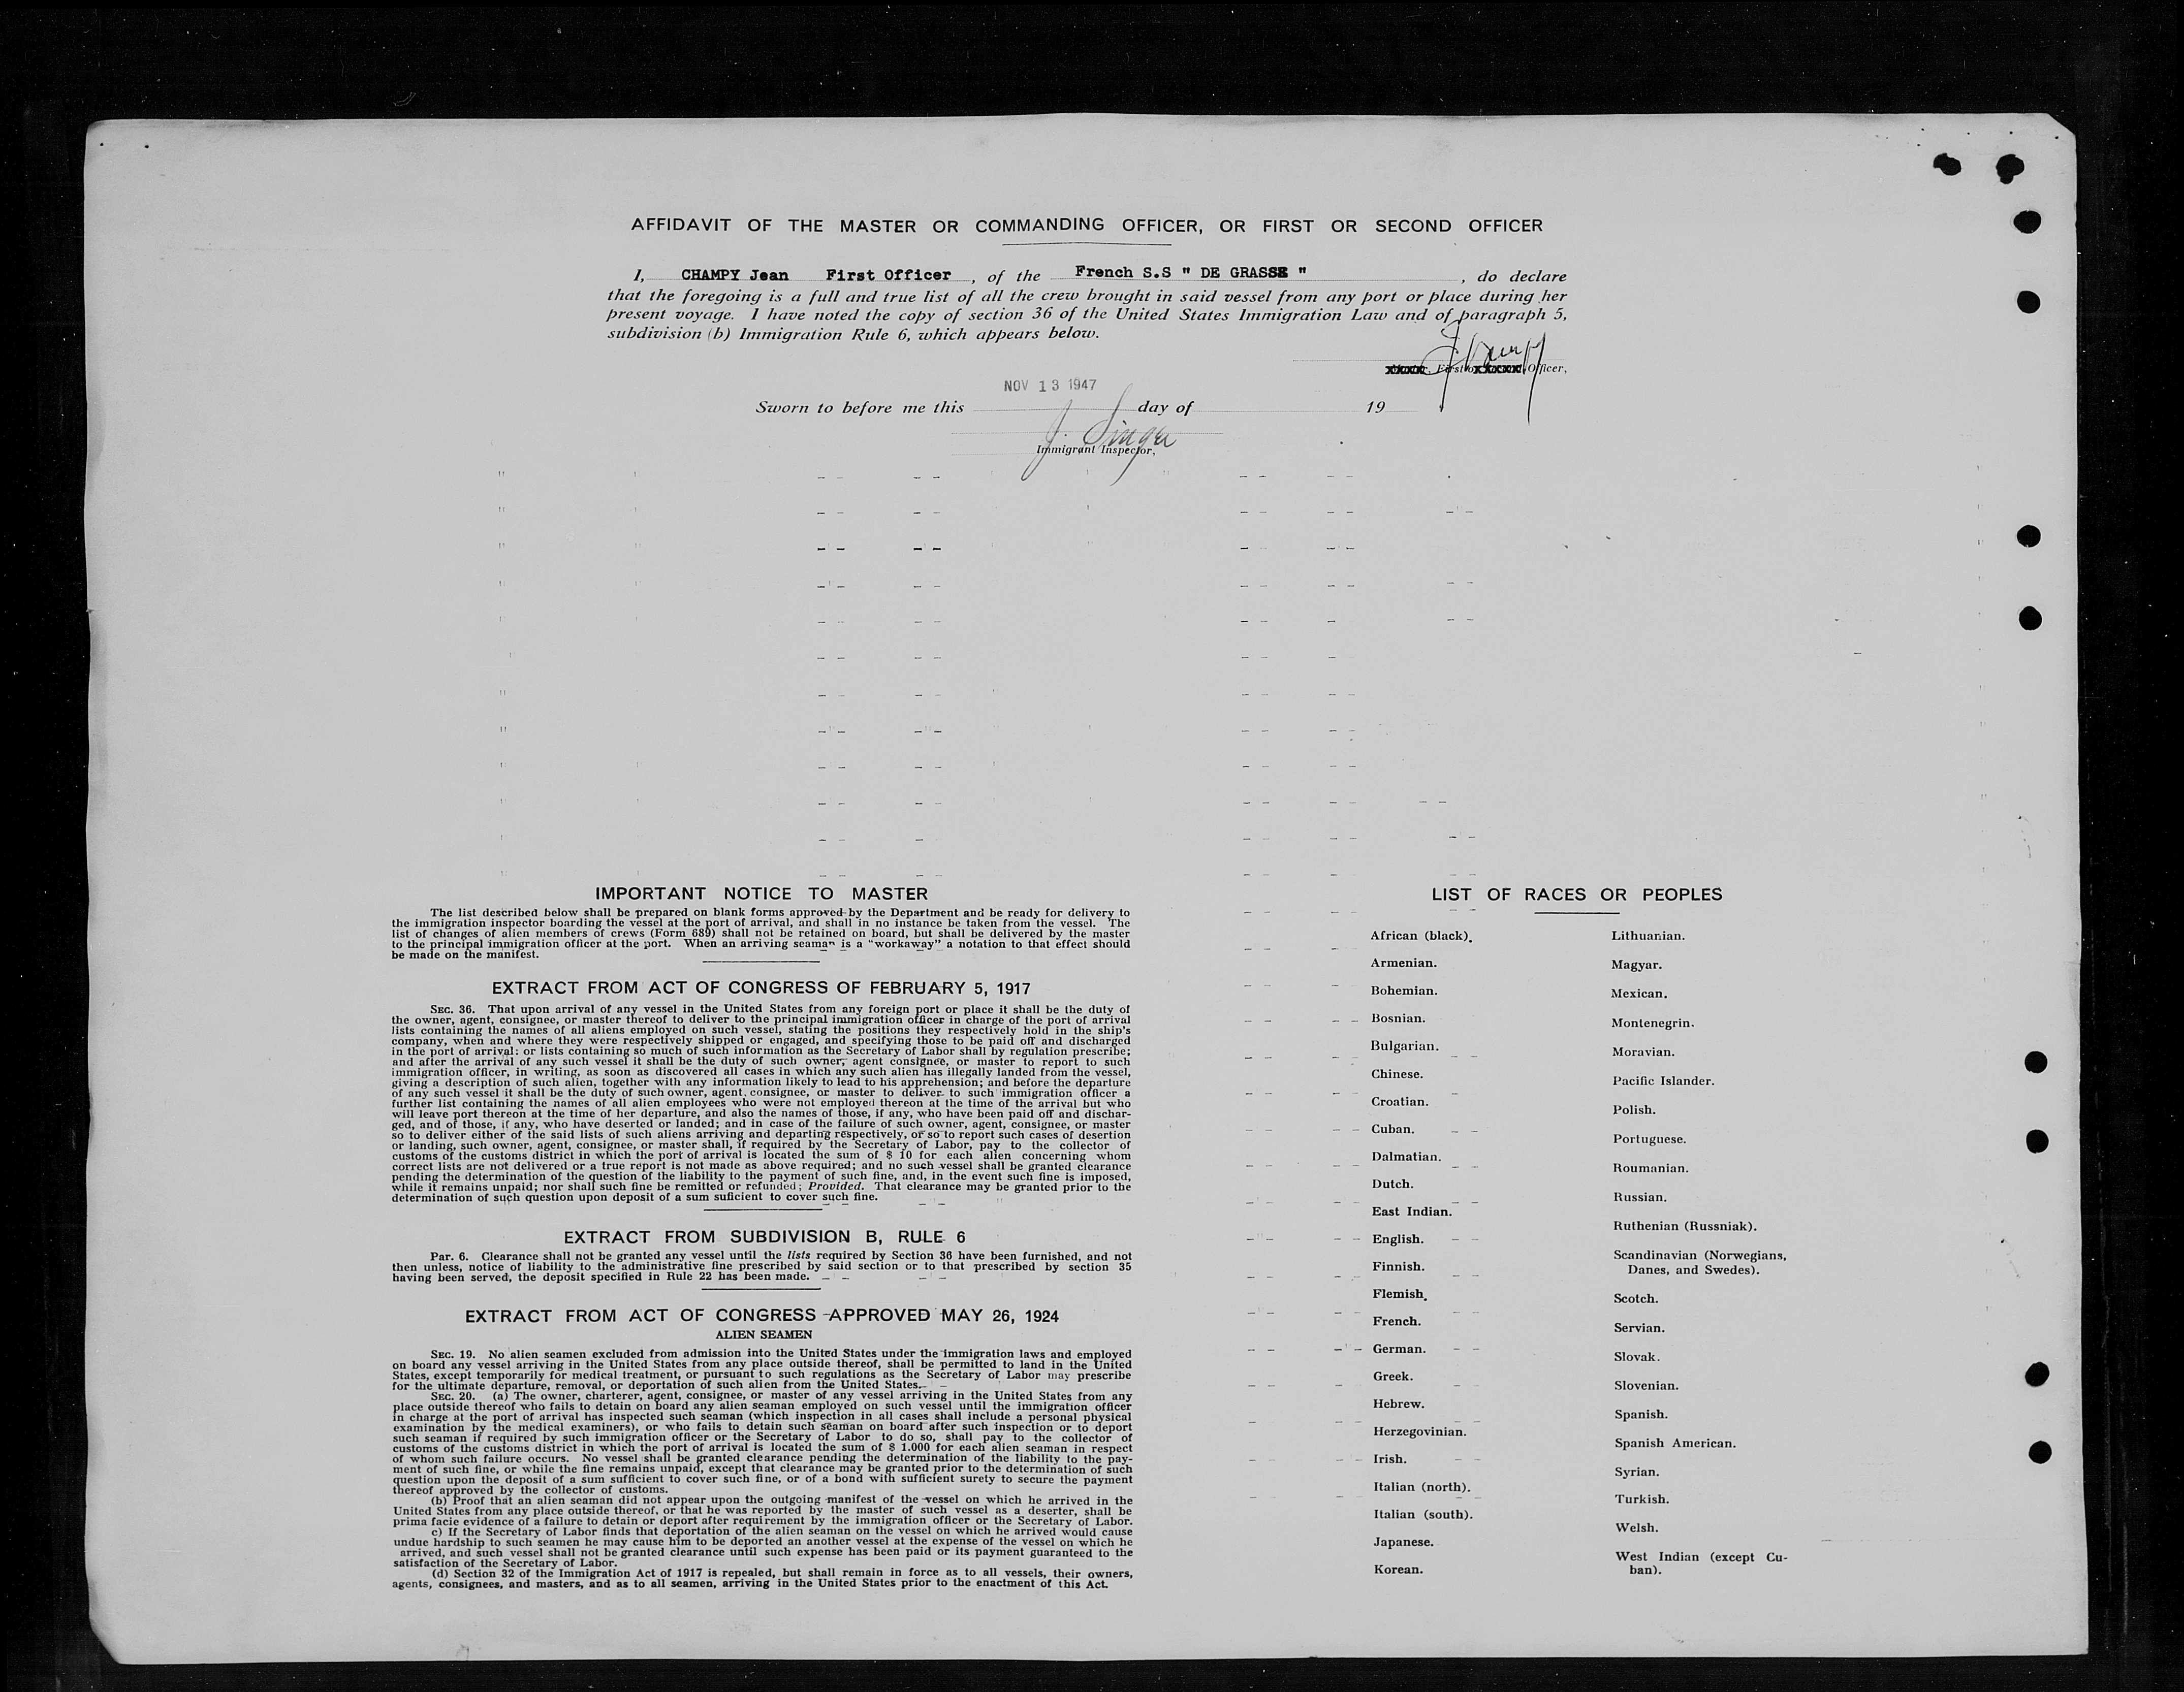 AFFIDAVIT OF THE MASTER OR COMMANDING OFFICER, OR FIRST OR SECOND OFFICER
I, CHAMPY Jean First Officer, of the French S.S " DE GRASSE ", do declare
that the foregoing is a full and true list of all the crew brought in said vessel from any port or place during her
present voyage. I have noted the copy of section 36 of the United States Immigration Law and of paragraph 5,
subdivision (b) Immigration Rule 6, which appears below.
First Officer,
NOV 13 1947
Sworn to before me this day of 19
J. Singer
Immigrant Inspector,
IMPORTANT NOTICE TO MASTER
The list described below shall be prepared on blank forms approved by the Department and be ready for delivery to
the immigration inspector boarding the vessel at the port of arrival, and shall in no instance be taken from the vessel. The
list of changes of alien members of crews (Form 689) shall not be retained on board, but shall be delivered by the master
to the principal immigration officer at the port. When an arriving seaman is a "workaway" a notation to that effect should
be made on the manifest.
EXTRACT FROM ACT OF CONGRESS OF FEBRUARY 5, 1917
SEC. 36. That upon arrival of any vessel in the United States from any foreign port or place it shall be the duty of
the owner, agent, consignee, or master thereof to deliver to the principal immigration officer in charge of the port of arrival
lists containing the names of all aliens employed on such vessel, stating the positions they respectively hold in the ship's
company, when and where they were respectively shipped or engaged, and specifying those to be paid off and discharged
in the port of arrival: or lists containing so much of such information as the Secretary of Labor shall by regulation prescribe;
and after the arrival of any such vessel it shall be the duty of such owner, agent consignee, or master to report to such
immigration officer, in writing, as soon as discovered all cases in which any such alien has illegally landed from the vessel,
giving a description of such alien, together with any information likely to lead to his apprehension; and before the departure
of any such vessel it shall be the duty of such owner, agent, consignee, or master to deliver to such immigration officer a
further list containing the names of all alien employees who were not employed thereon at the time of the arrival but who
will leave port thereon at the time of her departure, and also the names of those, if any, who have been paid off and dischar-
ged, and of those, if any, who have deserted or landed; and in case of the failure of such owner, agent, consignee, or master
so to deliver either of the said lists of such aliens arriving and departing respectively, or so to report such cases of desertion
or landing, such owner, agent, consignee, or master shall, if required by the Secretary of Labor, pay to the collector of
customs of the customs district in which the port of arrival is located the sum of $ 10 for each alien concerning whom
correct lists are not delivered or a true report is not made as above required; and no such vessel shall be granted clearance
pending the determination of the question of the liability to the payment of such fine, and, in the event such fine is imposed,
while it remains unpaid; nor shall such fine be remitted or refunded; Provided. That clearance may be granted prior to the
determination of such question upon deposit of a sum suficient to cover such fine.
EXTRACT FROM SUBDIVISION B, RULE 6
Par. 6. Clearance shall not be granted any vessel until the lists required by Section 36 have been furnished, and not
then unless, notice of liability to the administrative fine prescribed by said section or to that prescribed by section 35
having been served, the deposit specified in Rule 22 has been made.
EXTRACT FROM ACT OF CONGRESS APPROVED MAY 26, 1924
ALIEN SEAMEN
SEC. 19. No alien seamen excluded from admission into the United States under the immigration laws and employed
on board any vessel arriving in the United States from any place outside thereof, shall be permitted to land in the United
States, except temporarily for medical treatment, or pursuant to such regulations as the Secretary of Labor may prescribe
for the ultimate departure, removal, or deportation of such alien from the United States.
SEC. 20. (a) The owner, charterer, agent, consignee, or master of any vessel arriving in the United States from any
place outside thereof who fails to detain on board any alien seaman employed on such vessel until the immigration officer
in charge at the port of arrival has inspected such seaman (which inspection in all cases shall include a personal physical
examination by the medical examiners), or who fails to detain such seaman on board after such inspection or to deport
such seaman if required by such immigration officer or the Secretary of Labor to do so, shall pay to the collector of
customs of the customs district in which the port of arrival is located the sum of $ 1.000 for each alien seaman in respect
of whom such failure occurs. No vessel shall be granted clearance pending the determination of the liability to the pay-
ment of such fine, or while the fine remains unpaid, except that clearance may be granted prior to the determination of such
question upon the deposit of a sum sufficient to cover such fine, or of a bond with sufficient surety to secure the payment
thereof approved by the collector of customs.
(b) Proof that an alien seaman did not appear upon the outgoing manifest of the vessel on which he arrived in the
United States from any place outside thereof, or that he was reported by the master of such vessel as a deserter, shall be
prima facie evidence of a failure to detain or deport after requirement by the immigration officer or the Secretary of Labor.
c) If the Secretary of Labor finds that deportation of the alien seaman on the vessel on which he arrived would cause
undue hardship to such seamen he may cause him to be deported an another vessel at the expense of the vessel on which he
arrived, and such vessel shall not be granted clearance until such expense has been paid or its payment guaranteed to the
satisfaction of the Secretary of Labor.
(d) Section 32 of the Immigration Act of 1917 is repealed, but shall remain in force as to all vessels, their owners,
agents, consignees, and masters, and as to all seamen, arriving in the United States prior to the enactment of this Act.
LIST OF RACES OR PEOPLES
African (black).
Armenian.
Bohemian.
Bosnian.
Bulgarian.
Chinese.
Croatian.
Cuban.
Dalmatian.
Dutch.
East Indian.
English.
Finnish.
Flemish.
French.
German.
Greek.
Hebrew.
Herzegovinian.
Irish.
Italian (north).
Italian (south).
Japanese.
Korean.
Lithuanian.
Magyar.
Mexican.
Montenegrin.
Moravian.
Pacific Islander.
Polish.
Portuguese.
Roumanian.
Russian.
Ruthenian (Russniak).
Scandinavian (Norwegians,
Danes, and Swedes).
Scotch.
Servian.
Slovak.
Slovenian.
Spanish.
Spanish American.
Syrian.
Turkish.
Welsh.
West Indian (except Cu-
ban).